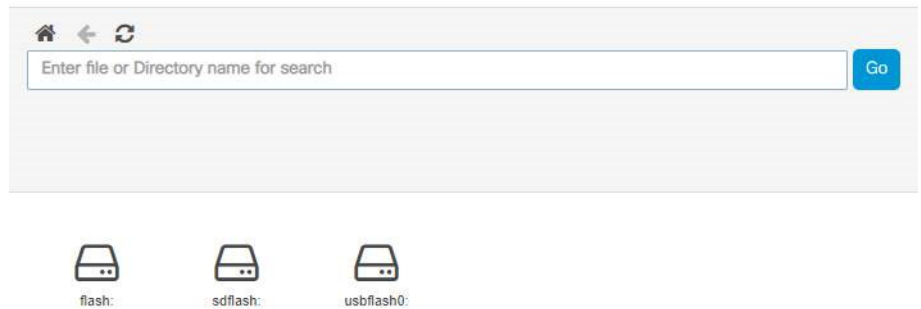 Enter file or Directory name for search
Go
flash:
sdflash:
usbflash0: